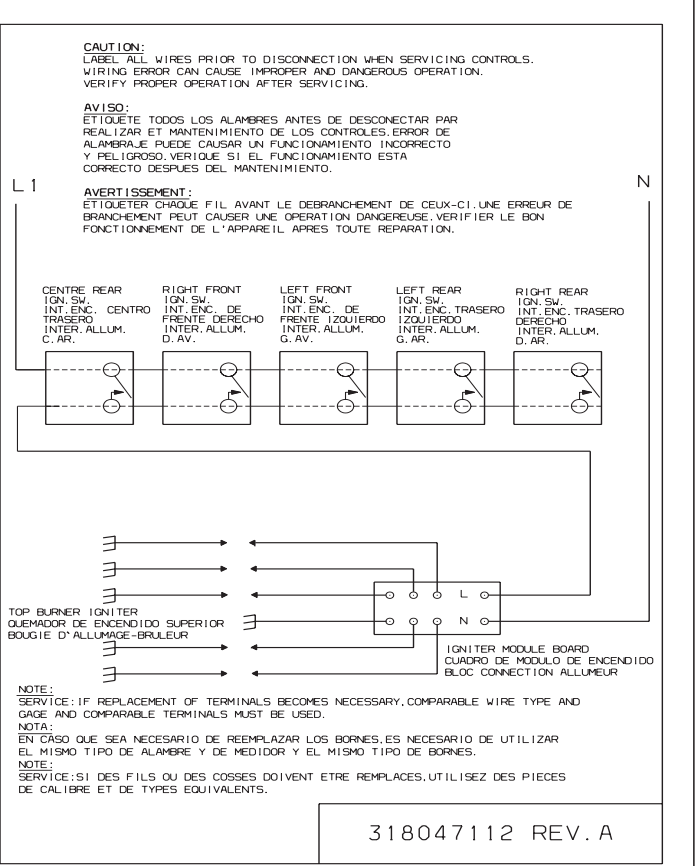 CAUTION:
LABEL ALL WIRES PRIOR TO DISCONNECTION WHEN SERVICING CONTROLS.
WIRING ERROR CAN CAUSE IMPROPER AND DANGEROUS OPERATION.
VERIFY PROPER OPERATION AFTER SERVICING.
AVISO:
ETIQUETE TODOS LOS ALAMBRES ANTES DE DESCONECTAR PAR
REALIZAR ET MANTENIMIENTO DE LOS CONTROLES.ERROR DE
ALAMBRAJE PUEDE CAUSAR UN FUNCIONAMIENTO INCORRECTO
Y PELIGROSO.VERIQUE SI EL FUNCIONAMIENTO ESTA
CORRECTO DESPUES DEL MANTENIMIENTO.
L1
N
AVERTISSEMENT:
ETIQUETER CHAQUE FIL AVANT LE DEBRANCHEMENT DE CEUX-CI.UNE ERREUR DE
BRANCHEMENT PEUT CAUSER UNE OPERATION DANGEREUSE.VERIFIER LE BON
FONCTIONNEMENT DE L'APPAREIL APRES TOUTE REPARATION.
CENTRE REAR
IGN.SW.
INT.ENC. CENTRO
TRASERO
INTER.ALLUM.
C.AR.
RIGHT FRONT
IGN.SW.
INT.ENC. DE
FRENTE DERECHO
INTER.ALLUM.
D.AV.
LEFT FRONT
IGN.SW.
INT.ENC. DE
FRENTE IZQUIERDO
INTER.ALLUM.
G.AV.
LEFT REAR
IGN.SW.
INT.ENC.TRASERO
IZQUIERDO
INTER.ALLUM.
G.AR.
RIGHT REAR
IGN.SW.
INT.ENC.TRASERO
DERECHO
INTER.ALLUM.
D.AR.
L
N
TOP BURNER IGNITER
QUEMADOR DE ENCENDIDO SUPERIOR
BOUGIE D`ALLUMAGE-BRULEUR
IGNITER MODULE BOARD
CUADRO DE MODULO DE ENCENDIDO
BLOC CONNECTION ALLUMEUR
NOTE:
SERVICE:IF REPLACEMENT OF TERMINALS BECOMES NECESSARY,COMPARABLE WIRE TYPE AND
GAGE AND COMPARABLE TERMINALS MUST BE USED.
NOTA:
EN CASO QUE SEA NECESARIO DE REEMPLAZAR LOS BORNES,ES NECESARIO DE UTILIZAR
EL MISMO TIPO DE ALAMBRE Y DE MEDIDOR Y EL MISMO TIPO DE BORNES.
NOTE:
SERVICE:SI DES FILS OU DES COSSES DOIVENT ETRE REMPLACES,UTILISEZ DES PIECES
DE CALIBRE ET DE TYPES EQUIVALENTS.
318047112 REV.A